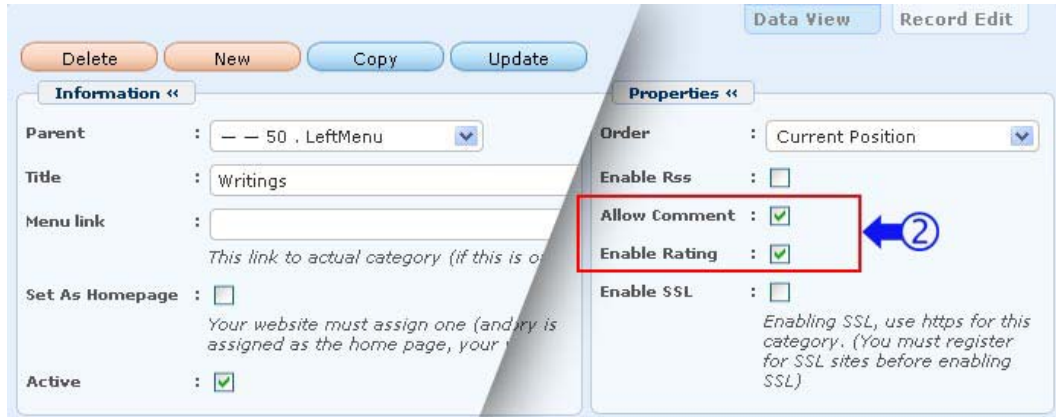 Data View
Record Edit
Delete
New
Copy
Update
Information «
Parent : — — 50 . LeftMenu
Title : Writings
Menu link :
This link to actual category (if this is o
Set As Homepage :
Your website must assign one (and
assigned as the home page, your
Active :
Properties «
Order : Current Position
Enable Rss :
Allow Comment :
Enable Rating :
2
Enable SSL :
ry is
Enabling SSL, use https for this
category. (You must register
for SSL sites before enabling
SSL)